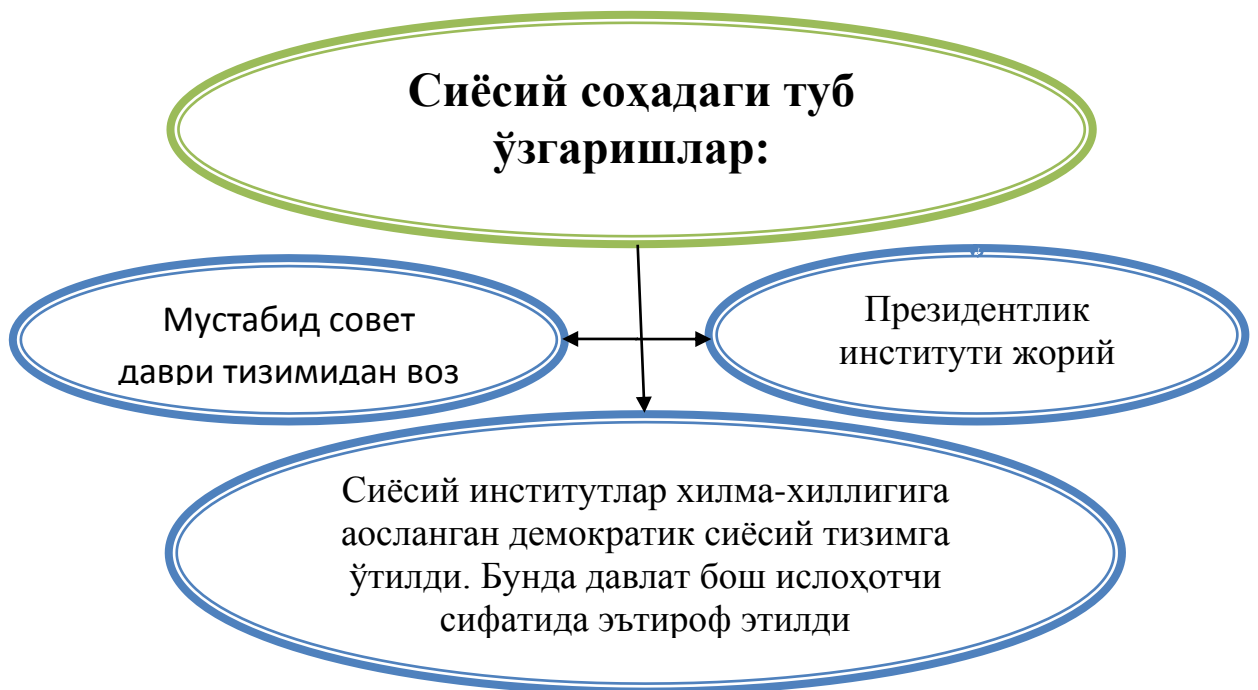 Сиёсий соҳадаги туб
ўзгаришлар:
Мустабид совет
даври тизимидан воз
Президентлик
институти жорий
Сиёсий институтлар хилма-хиллигига
аосланган демократик сиёсий тизимга
ўтилди. Бунда давлат бош ислоҳотчи
сифатида эътироф этилди